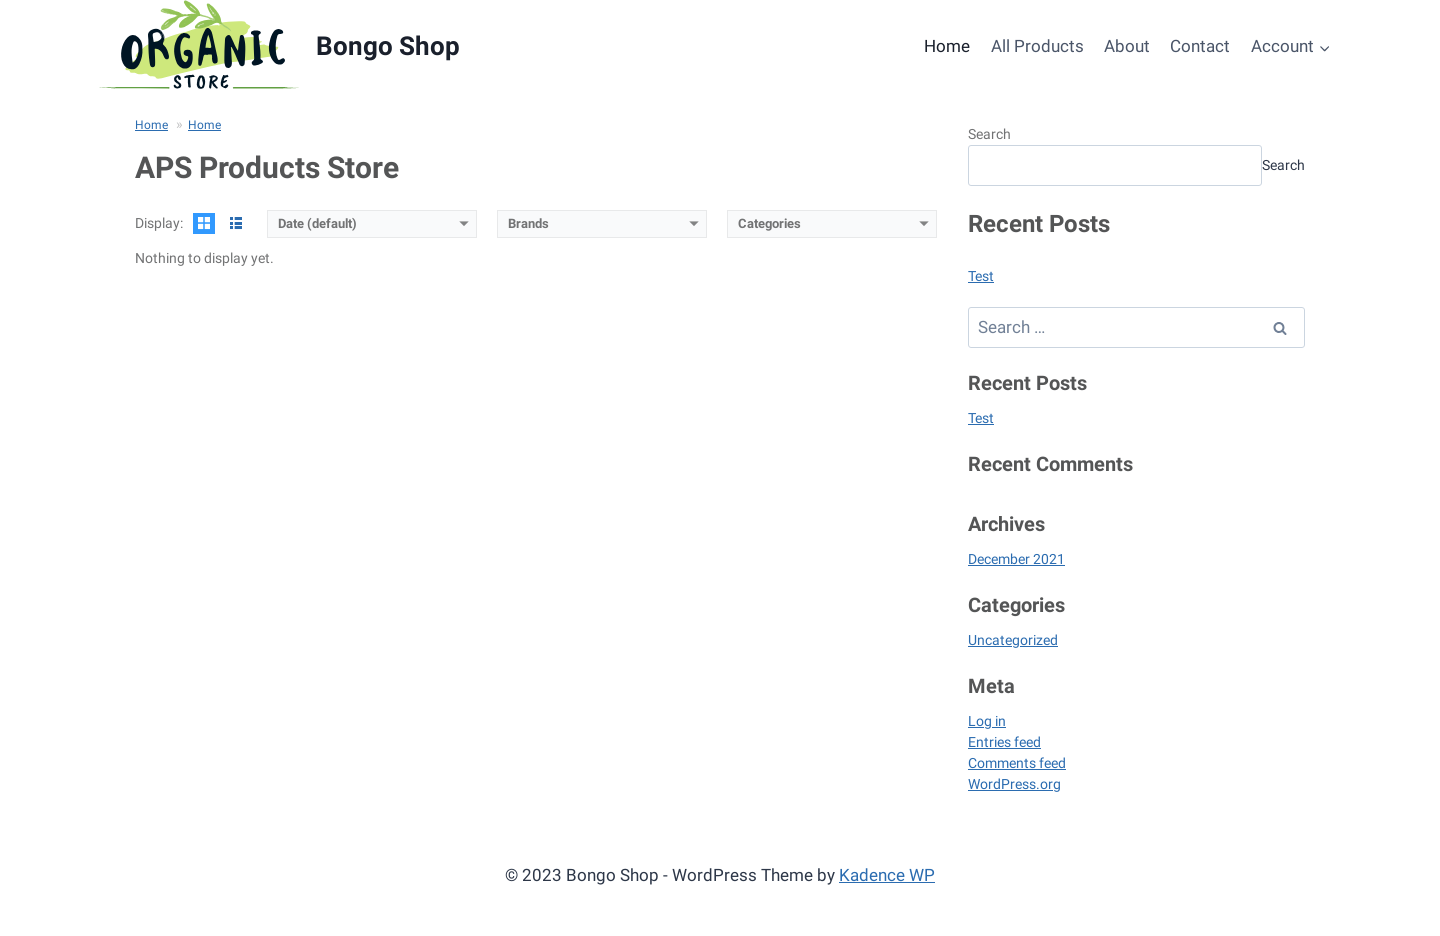 ORGANIC
STORE
Bongo Shop
Home All Products About Contact Account
Home » Home
APS Products Store
Display: Date (default) Brands Categories
Nothing to display yet.
Search
Search
Recent Posts
Test
Search ...
Recent Posts
Test
Recent Comments
Archives
December 2021
Categories
Uncategorized
Meta
Log in
Entries feed
Comments feed
WordPress.org
© 2023 Bongo Shop - WordPress Theme by Kadence WP